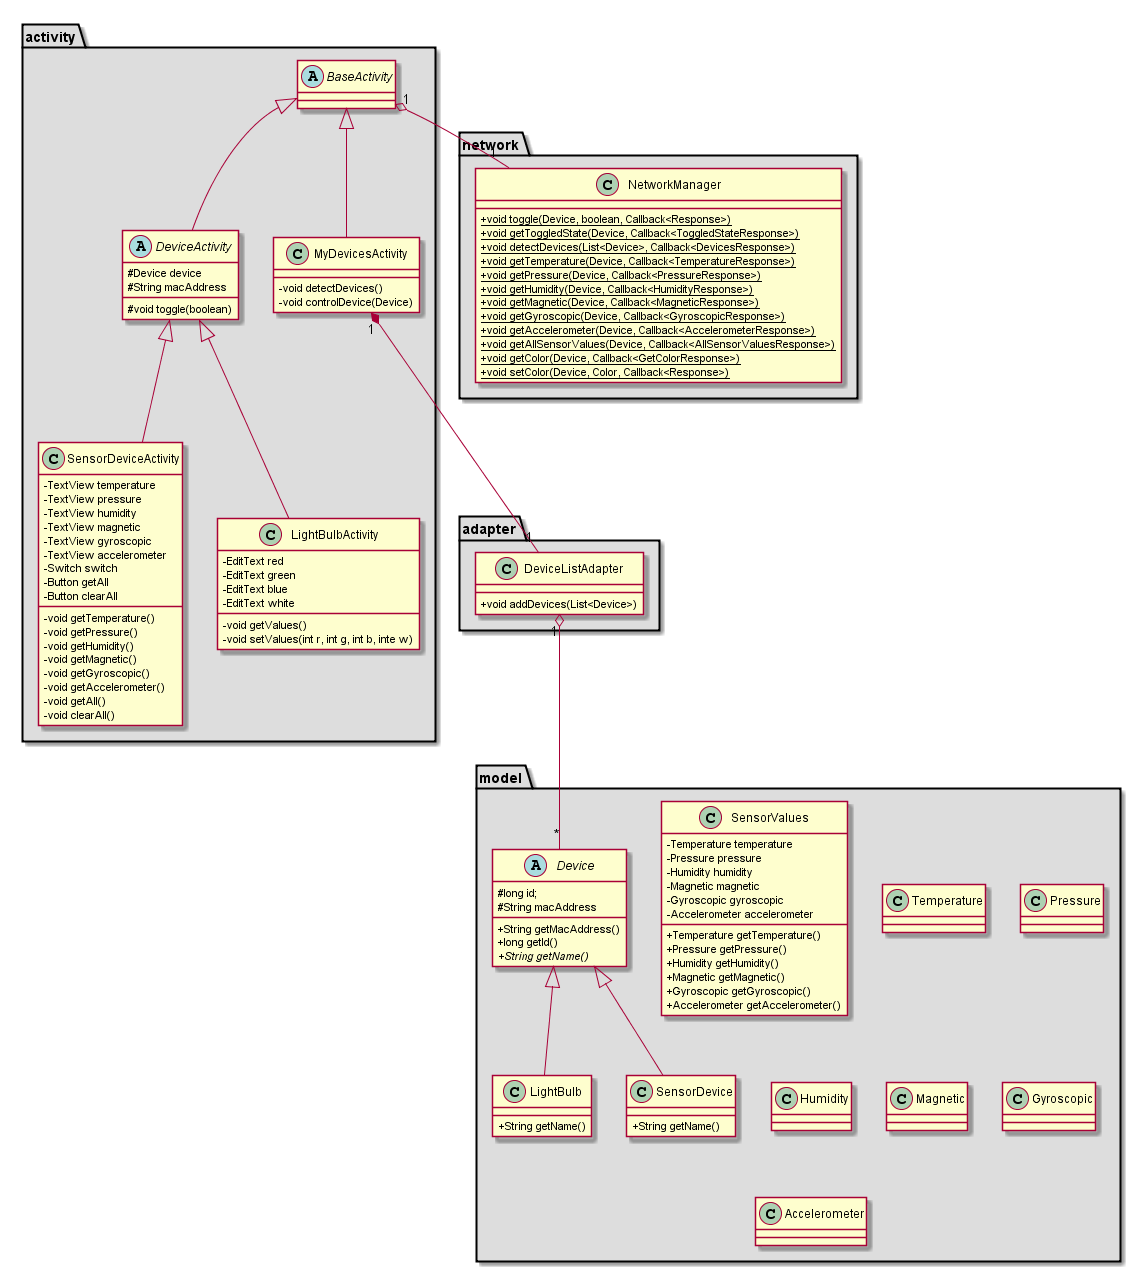 activity
A BaseActivity
1
network
1
C NetworkManager
+void toggle(Device, boolean, Callback<Response>)
+void getToggledState(Device, Callback<ToggledStateResponse>)
+void detectDevices(List<Device>, Callback<DevicesResponse>)
+void getTemperature(Device, Callback<TemperatureResponse>)
+void getPressure(Device, Callback<PressureResponse>)
+void getHumidity(Device, Callback<HumidityResponse>)
+void getMagnetic(Device, Callback<MagneticResponse>)
+void getGyroscopic(Device, Callback<GyroscopicResponse>)
+void getAccelerometer(Device, Callback<AccelerometerResponse>)
+void getAllSensorValues(Device, Callback<AllSensorValuesResponse>)
+void getColor(Device, Callback<GetColorResponse>)
+void setColor(Device, Color, Callback<Response>)
A DeviceActivity
#Device device
#String macAddress
#void toggle(boolean)
C MyDevicesActivity
-void detectDevices()
-void controlDevice(Device)
1
C SensorDeviceActivity
-TextView temperature
-TextView pressure
-TextView humidity
-TextView magnetic
-TextView gyroscopic
-TextView accelerometer
-Switch switch
-Button getAll
-Button clearAll
-void getTemperature()
-void getPressure()
-void getHumidity()
-void getMagnetic()
-void getGyroscopic()
-void getAccelerometer()
-void getAll()
-void clearAll()
C LightBulbActivity
-EditText red
-EditText green
-EditText blue
-EditText white
-void getValues()
-void setValues(int r, int g, int b, inte w)
adapter
1
C DeviceListAdapter
+void addDevices(List<Device>)
1
model
*
A Device
#long id;
#String macAddress
+String getMacAddress()
+long getId()
+String getName()
C SensorValues
-Temperature temperature
-Pressure pressure
-Humidity humidity
-Magnetic magnetic
-Gyroscopic gyroscopic
-Accelerometer accelerometer
+Temperature getTemperature()
+Pressure getPressure()
+Humidity getHumidity()
+Magnetic getMagnetic()
+Gyroscopic getGyroscopic()
+Accelerometer getAccelerometer()
C Temperature
C Pressure
C LightBulb
+String getName()
C SensorDevice
+String getName()
C Humidity
C Magnetic
C Gyroscopic
C Accelerometer